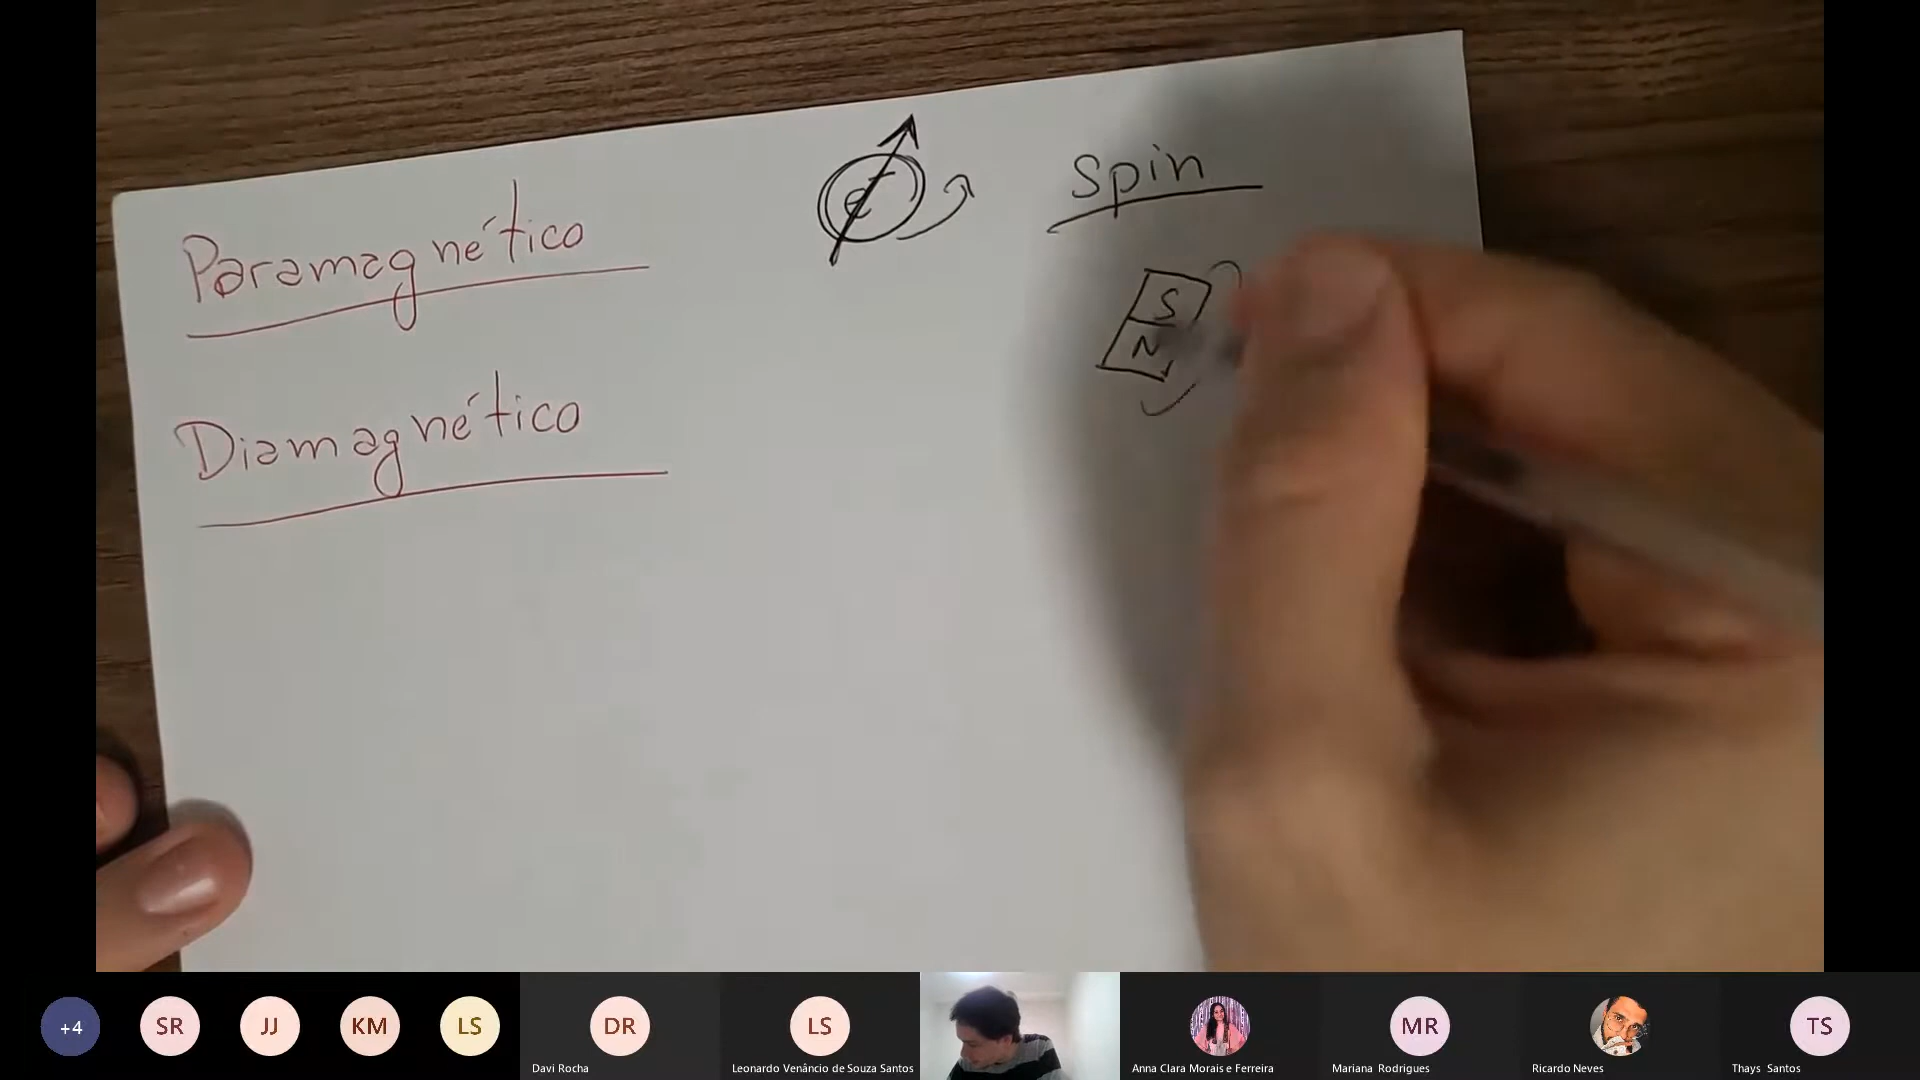 Paramagnético
Diamagnético
e-
Spin
S
N
+4
SR
JJ
KM
LS
DR
Davi Rocha
LS
Leonardo Venâncio de Souza Santos
Anna Clara Morais e Ferreira
MR
Mariana Rodrigues
Ricardo Neves
TS
Thays Santos